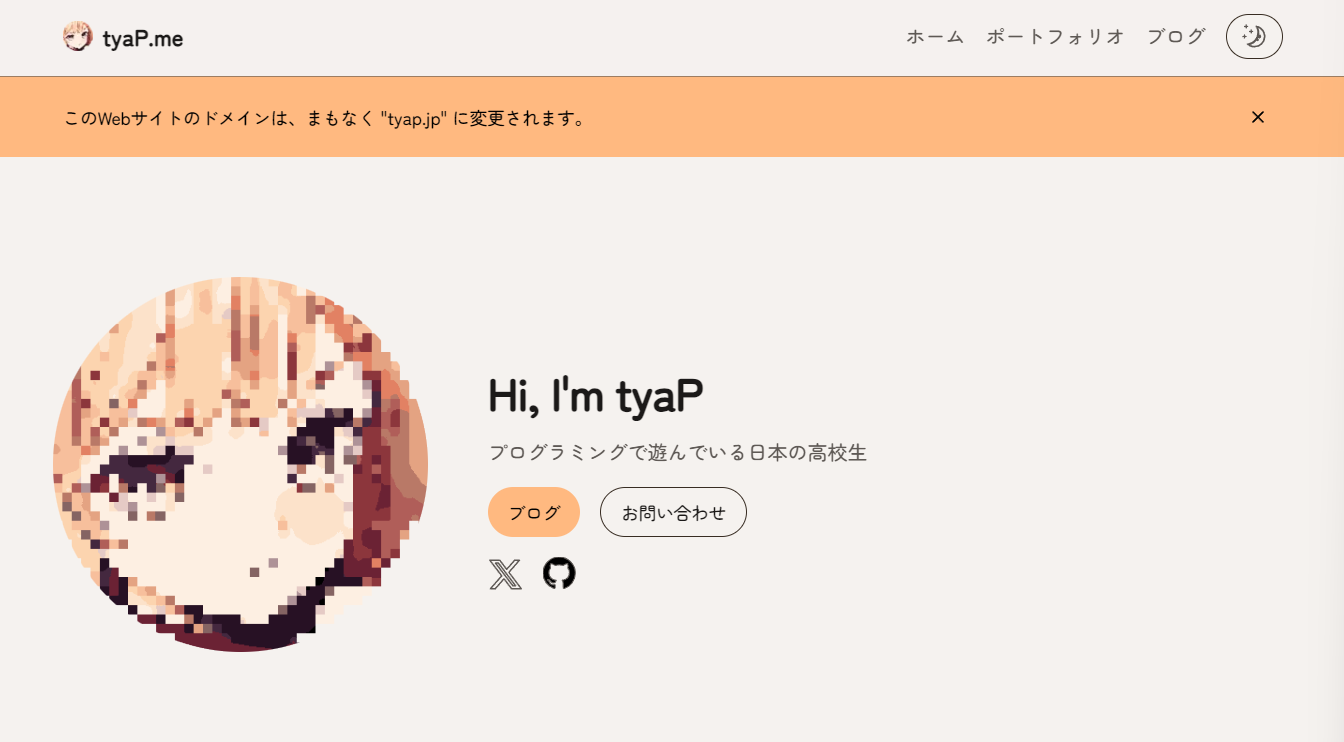 tyaP.me
ホーム ポートフォリオ ブログ
このWebサイトのドメインは、まもなく "tyap.jp" に変更されます。
Hi, I'm tyaP
プログラミングで遊んでいる日本の高校生
ブログ お問い合わせ